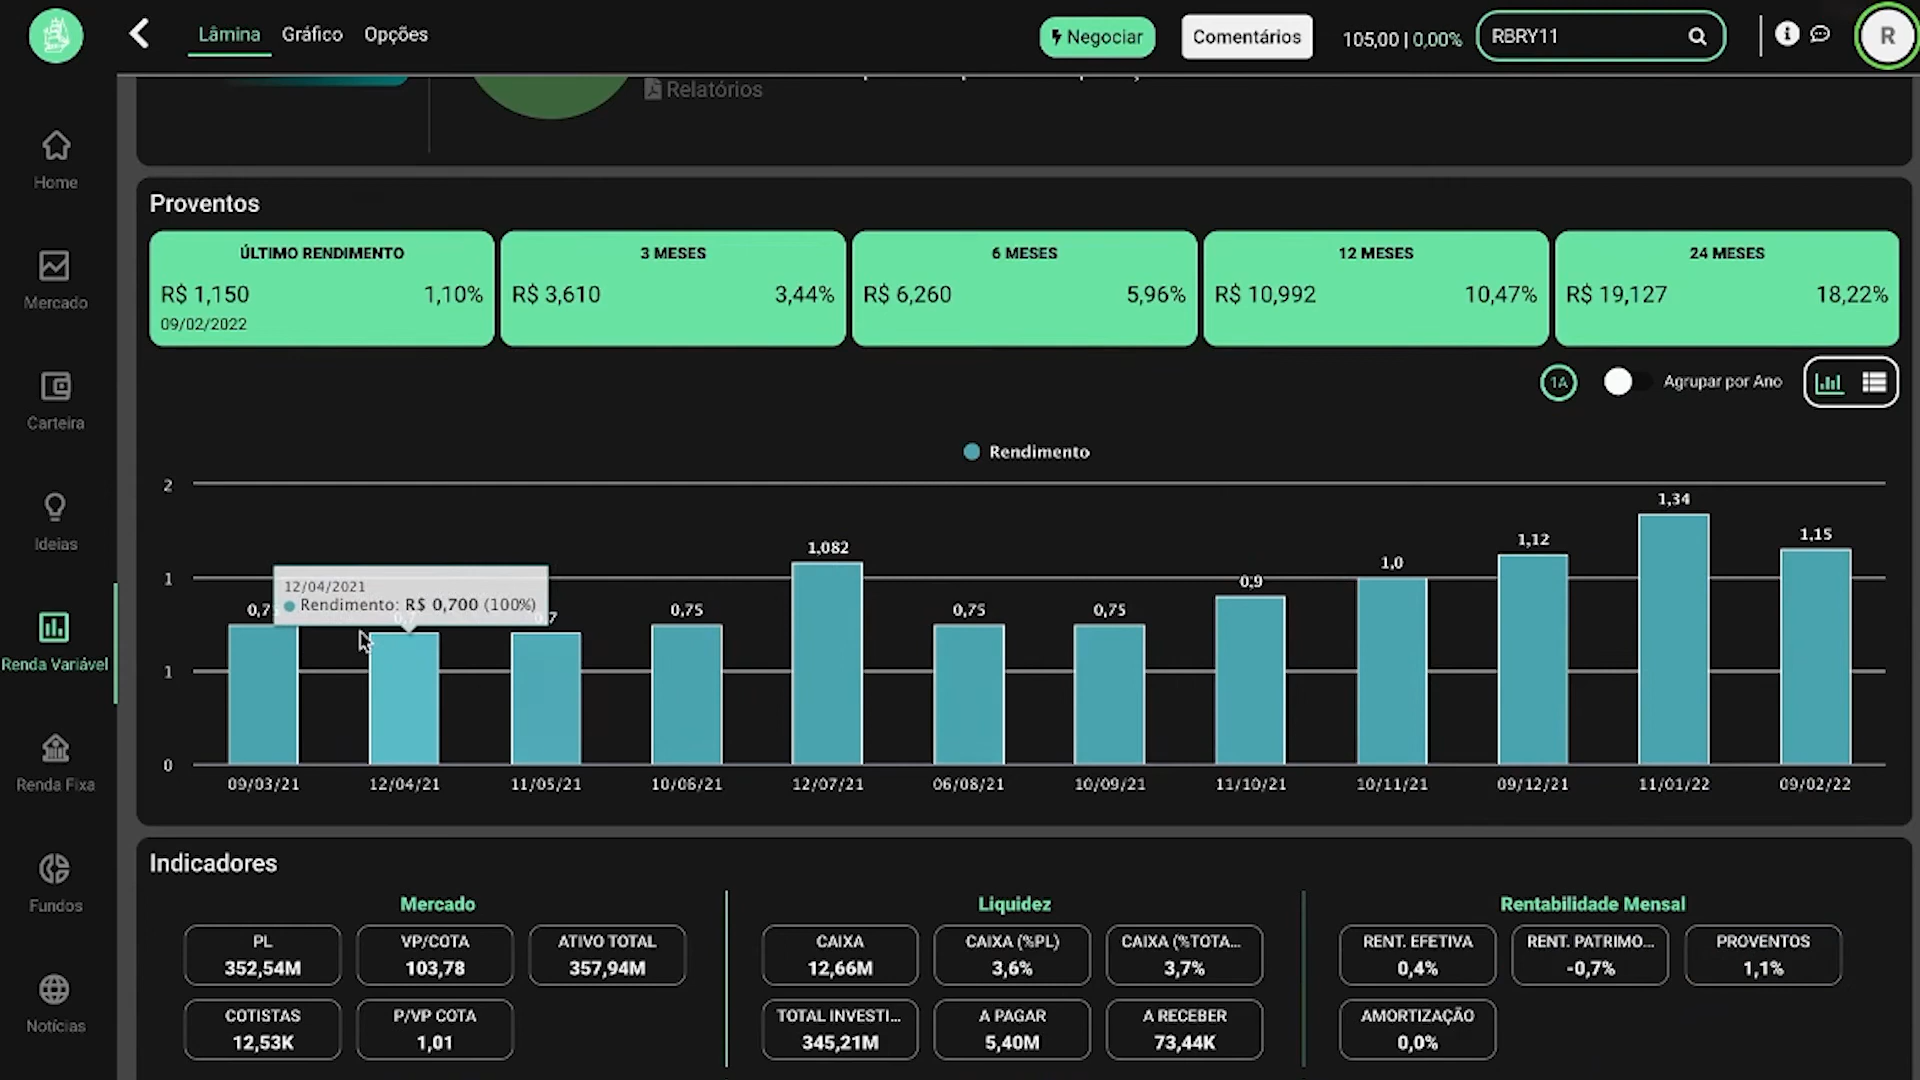 Lâmina Gráfico Opções
Negociar
Comentários
105,00 | 0,00%
RBRY11
R
Relatórios
Home
Mercado
Carteira
Ideias
Renda Variável
Renda Fixa
Fundos
Notícias
Proventos
ÚLTIMO RENDIMENTO
R$ 1,150 1,10%
09/02/2022
3 MESES
R$ 3,610 3,44%
6 MESES
R$ 6,260 5,96%
12 MESES
R$ 10,992 10,47%
24 MESES
R$ 19,127 18,22%
1A
Agrupar por Ano
Rendimento
2
1
1
0
12/04/2021
Rendimento: R$ 0,700 (100%)
0,75
1,082
0,75
0,75
0,9
1,0
1,12
1,34
1,15
09/03/21 12/04/21 11/05/21 10/06/21 12/07/21 06/08/21 10/09/21 11/10/21 10/11/21 09/12/21 11/01/22 09/02/22
Indicadores
Mercado
PL
352,54M
VP/COTA
103,78
ATIVO TOTAL
357,94M
COTISTAS
12,53K
P/VP COTA
1,01
Liquidez
CAIXA
12,66M
CAIXA (%PL)
3,6%
CAIXA (%TOTA...
3,7%
TOTAL INVESTI...
345,21M
A PAGAR
5,40M
A RECEBER
73,44K
Rentabilidade Mensal
RENT. EFETIVA
0,4%
RENT. PATRIMO...
-0,7%
PROVENTOS
1,1%
AMORTIZAÇÃO
0,0%